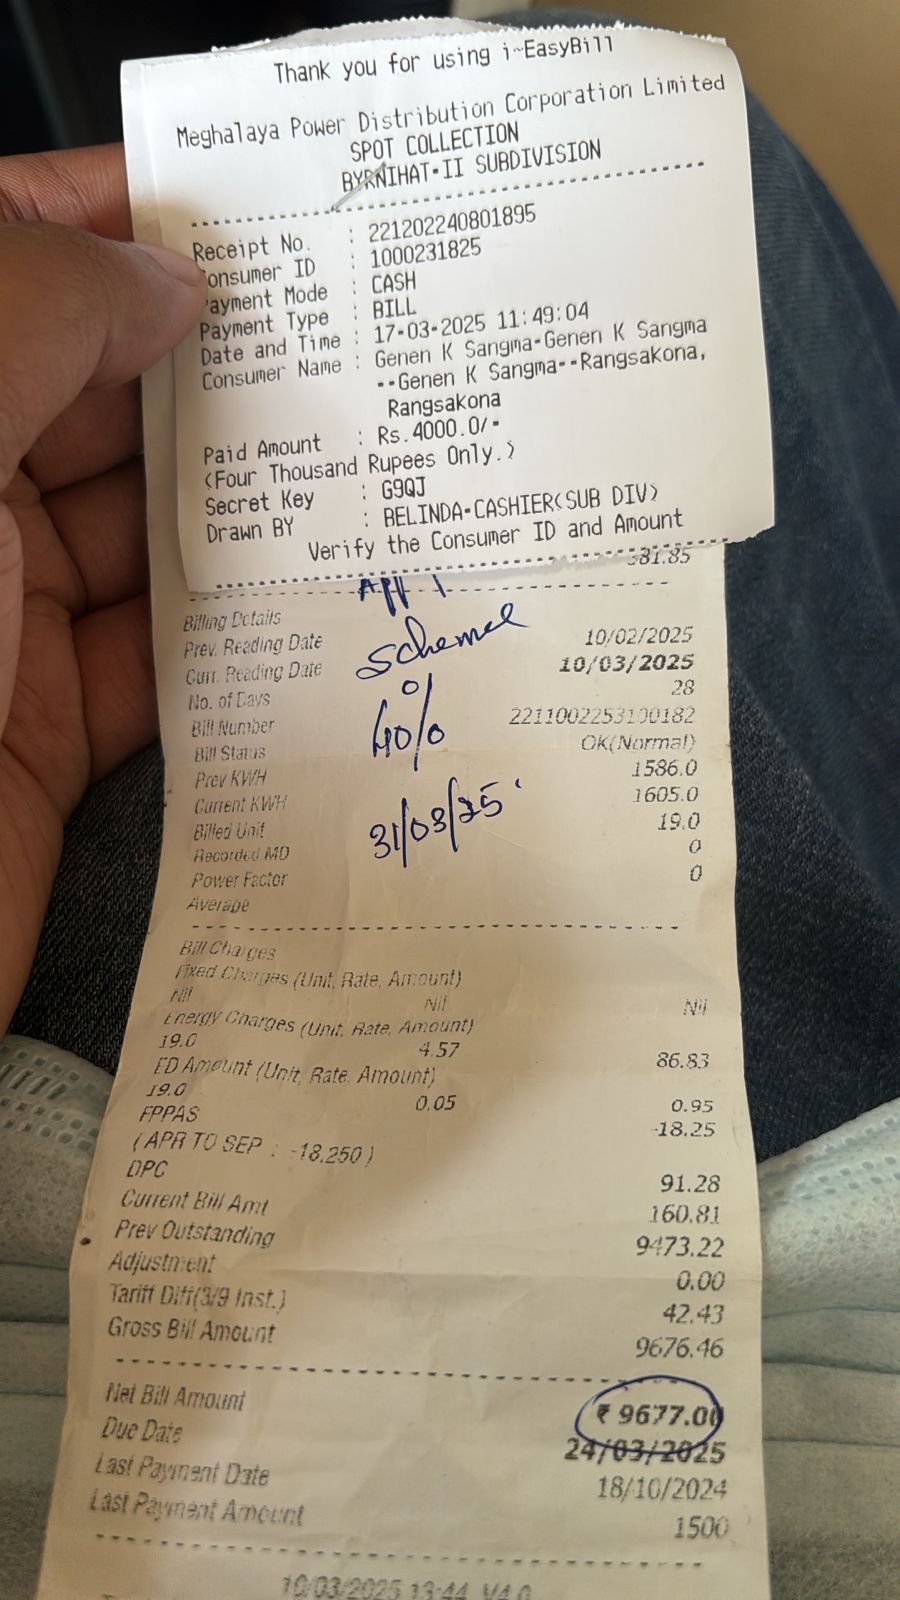 Thank you for using i~EasyBill
Meghalaya Power Distribution Corporation Limited
SPOT COLLECTION
BYRNIHAT-II SUBDIVISION
Receipt No. : 221202240801895
Consumer ID : 1000231825
Payment Mode : CASH
Payment Type : BILL
Date and Time : 17-03-2025 11:49:04
Consumer Name : Genen K Sangma-Genen K Sangma
--Genen K Sangma--Rangsakona,
Rangsakona
Paid Amount : Rs.4000.0/-
(Four Thousand Rupees Only.)
Secret Key : G9QJ
Drawn BY : BELINDA-CASHIER(SUB DIV)
Verify the Consumer ID and Amount
Billing Details
Prev. Reading Date 10/02/2025
Curr. Reading Date 10/03/2025
No. of Days 28
Bill Number 2211002253100182
Bill Status OK(Normal)
Prev KWH 1586.0
Current KWH 1605.0
Billed Unit 19.0
Recorded MD 0
Power Factor 0
Average
schemee
40%
31/03/25
Bill Charges
Fixed Charges (Unit, Rate, Amount)
Nil Nil Nil
Energy Charges (Unit, Rate, Amount)
19.0 4.57 86.83
ED Amount (Unit, Rate, Amount)
19.0 0.05 0.95
FPPAS -18.25
(APR TO SEP : -18.250)
DPC 91.28
Current Bill Amt 160.81
Prev Outstanding 9473.22
Adjustment 0.00
Tariff Diff(3/9 Inst.) 42.43
Gross Bill Amount 9676.46
Net Bill Amount ₹ 9677.00
Due Date 24/03/2025
Last Payment Date 18/10/2024
Last Payment Amount 1500
10/03/2025 13:44 V4.0